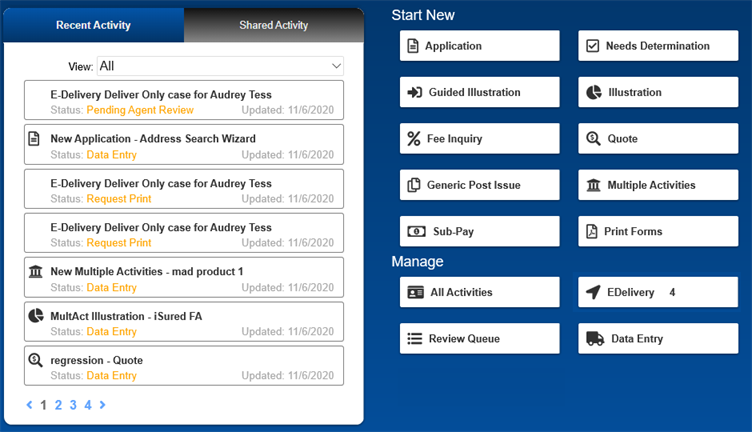 Recent Activity
Shared Activity
View: All
E-Delivery Deliver Only case for Audrey Tess
Status: Pending Agent Review Updated: 11/6/2020
New Application - Address Search Wizard
Status: Data Entry Updated: 11/6/2020
E-Delivery Deliver Only case for Audrey Tess
Status: Request Print Updated: 11/6/2020
E-Delivery Deliver Only case for Audrey Tess
Status: Request Print Updated: 11/6/2020
New Multiple Activities - mad product 1
Status: Data Entry Updated: 11/6/2020
MultAct Illustration - iSured FA
Status: Data Entry Updated: 11/6/2020
regression - Quote
Status: Data Entry Updated: 11/6/2020
1 2 3 4
Start New
Application
Needs Determination
Guided Illustration
Illustration
Fee Inquiry
Quote
Generic Post Issue
Multiple Activities
Sub-Pay
Print Forms
Manage
All Activities
EDelivery 4
Review Queue
Data Entry